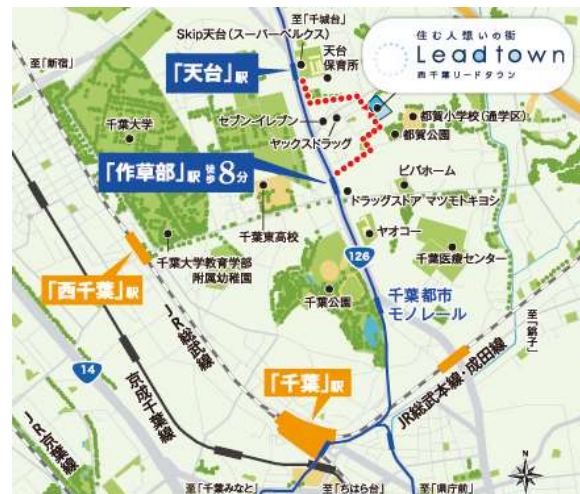 至「千城台」
Skip天台(スーパーベルクス)
住む人想いの街
Leadtown
西千葉リードタウン
至「新宿」
天台
保育所
「天台」駅
千葉大学
セブン-イレブン
都賀小学校(通学区)
都賀公園
ヤックスドラッグ
「作草部」駅 徒歩8分
ビバホーム
ドラッグストア マツモトキヨシ
千葉東高校
ヤオコー
千葉大学教育学部
附属幼稚園
126
千葉医療センター
「西千葉」駅
千葉公園
千葉都市
モノレール
至「銚子」
JR総武線
14
京成千葉線
「千葉」駅
JR総武本線・成田線
JR京葉線
至「千葉みなと」
至「ちはら台」
至「県庁前」
N